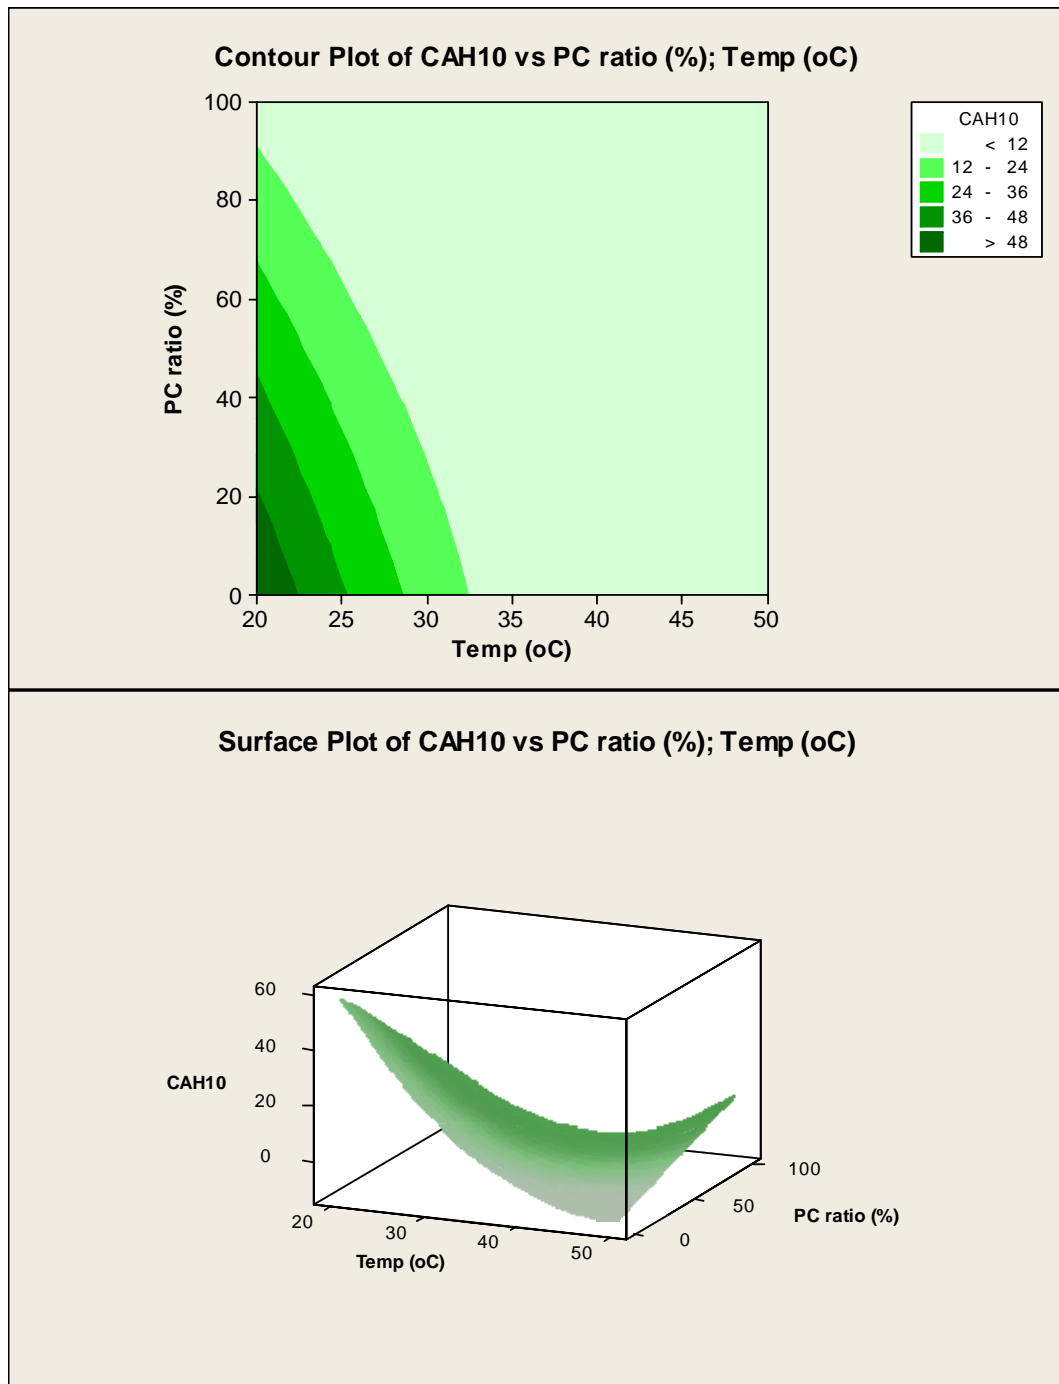 Contour Plot of CAH10 vs PC ratio (%); Temp (oC)
100
80
60
40
20
0
PC ratio (%)
20 25 30 35 40 45 50
Temp (oC)
CAH10
< 12
12 - 24
24 - 36
36 - 48
> 48
Surface Plot of CAH10 vs PC ratio (%); Temp (oC)
60
40
20
0
CAH10
20 30 40 50
Temp (oC)
0 50 100
PC ratio (%)